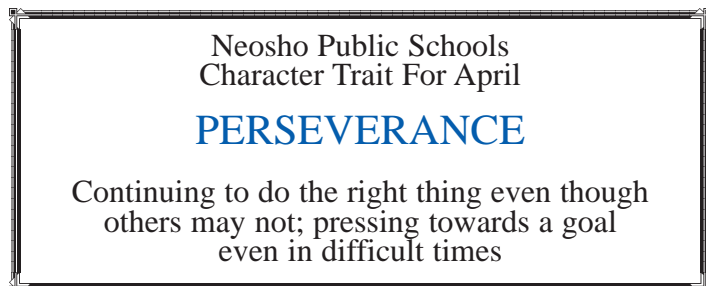 Neosho Public Schools
Character Trait For April
PERSEVERANCE
Continuing to do the right thing even though
others may not; pressing towards a goal
even in difficult times